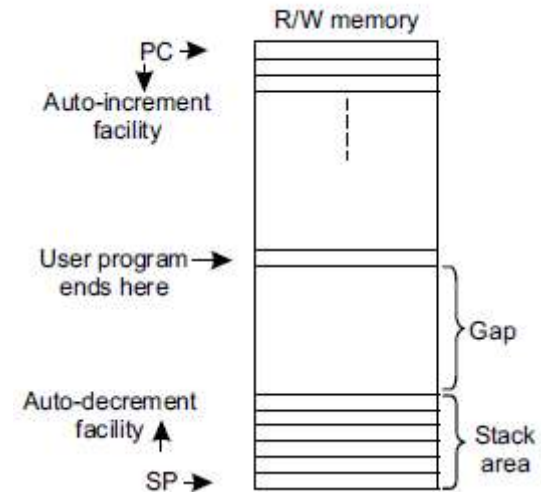 R/W memory
PC
Auto-increment
facility
User program
ends here
Gap
Auto-decrement
facility
Stack
area
SP